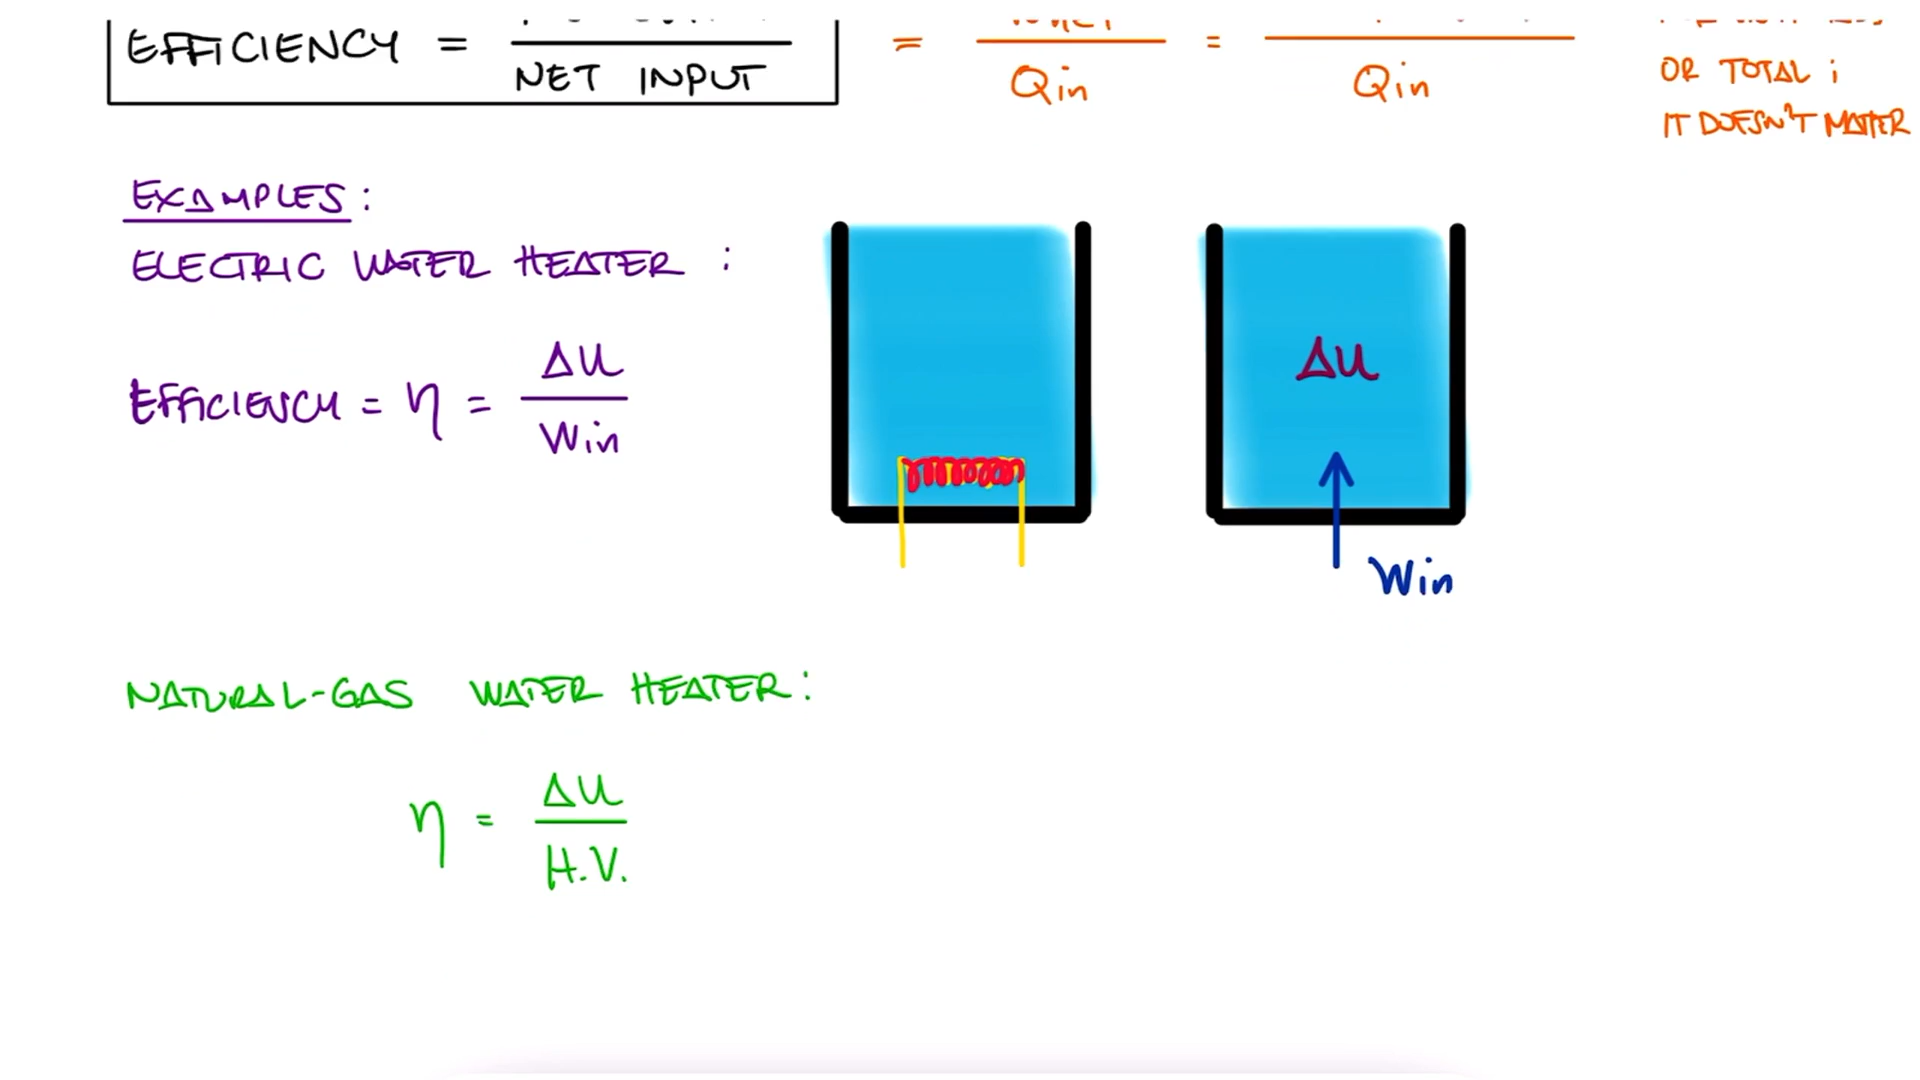 EFFICIENCY = / NET INPUT = / Qin = / Qin
OR TOTAL ;
IT DOESN'T MATTER
EXAMPLES:
ELECTRIC WATER HEATER :
EFFICIENCY = η = ΔU / Win
ΔU
Win
NATURAL-GAS WATER HEATER:
η = ΔU / H.V.